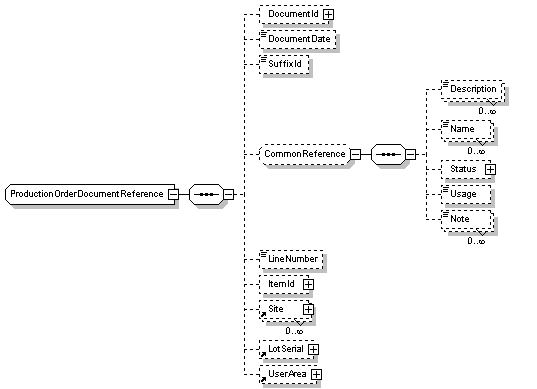 DocumentId
DocumentDate
SuffixId
Description
0..∞
Name
0..∞
CommonReference
Status
ProductionOrderDocumentReference
Usage
Note
0..∞
LineNumber
ItemId
Site
0..∞
LotSerial
UserArea